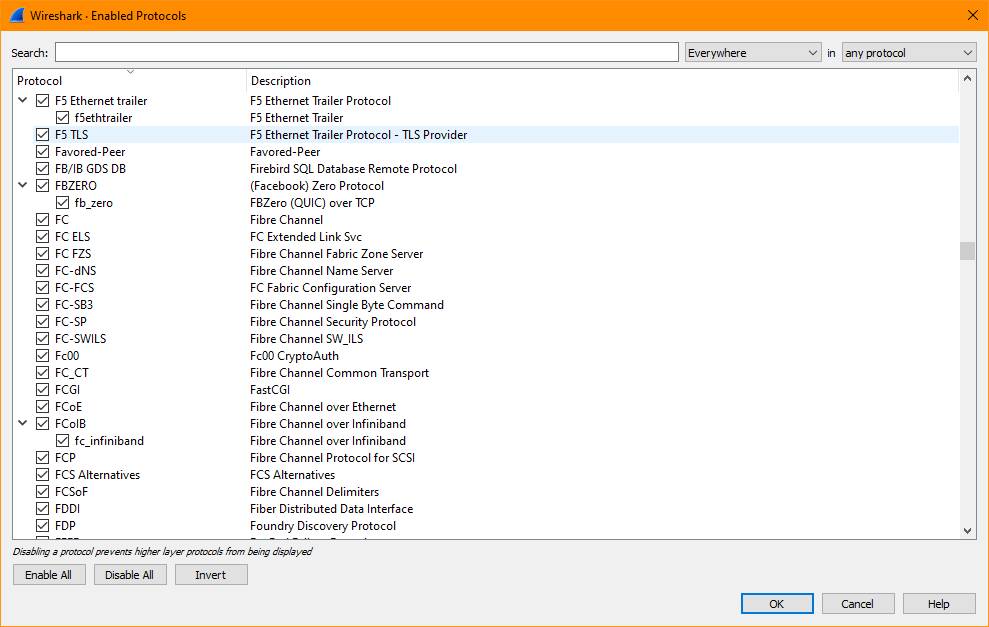 Wireshark · Enabled Protocols
Search: Everywhere in any protocol
Protocol Description
F5 Ethernet trailer F5 Ethernet Trailer Protocol
f5ethtrailer F5 Ethernet Trailer
F5 TLS F5 Ethernet Trailer Protocol - TLS Provider
Favored-Peer Favored-Peer
FB/IB GDS DB Firebird SQL Database Remote Protocol
FBZERO (Facebook) Zero Protocol
fb_zero FBZero (QUIC) over TCP
FC Fibre Channel
FC ELS FC Extended Link Svc
FC FZS Fibre Channel Fabric Zone Server
FC-dNS Fibre Channel Name Server
FC-FCS FC Fabric Configuration Server
FC-SB3 Fibre Channel Single Byte Command
FC-SP Fibre Channel Security Protocol
FC-SWILS Fibre Channel SW_ILS
Fc00 Fc00 CryptoAuth
FC_CT Fibre Channel Common Transport
FCGI FastCGI
FCoE Fibre Channel over Ethernet
FCoIB Fibre Channel over Infiniband
fc_infiniband Fibre Channel over Infiniband
FCP Fibre Channel Protocol for SCSI
FCS Alternatives FCS Alternatives
FCSoF Fibre Channel Delimiters
FDDI Fiber Distributed Data Interface
FDP Foundry Discovery Protocol
Disabling a protocol prevents higher layer protocols from being displayed
Enable All Disable All Invert
OK Cancel Help